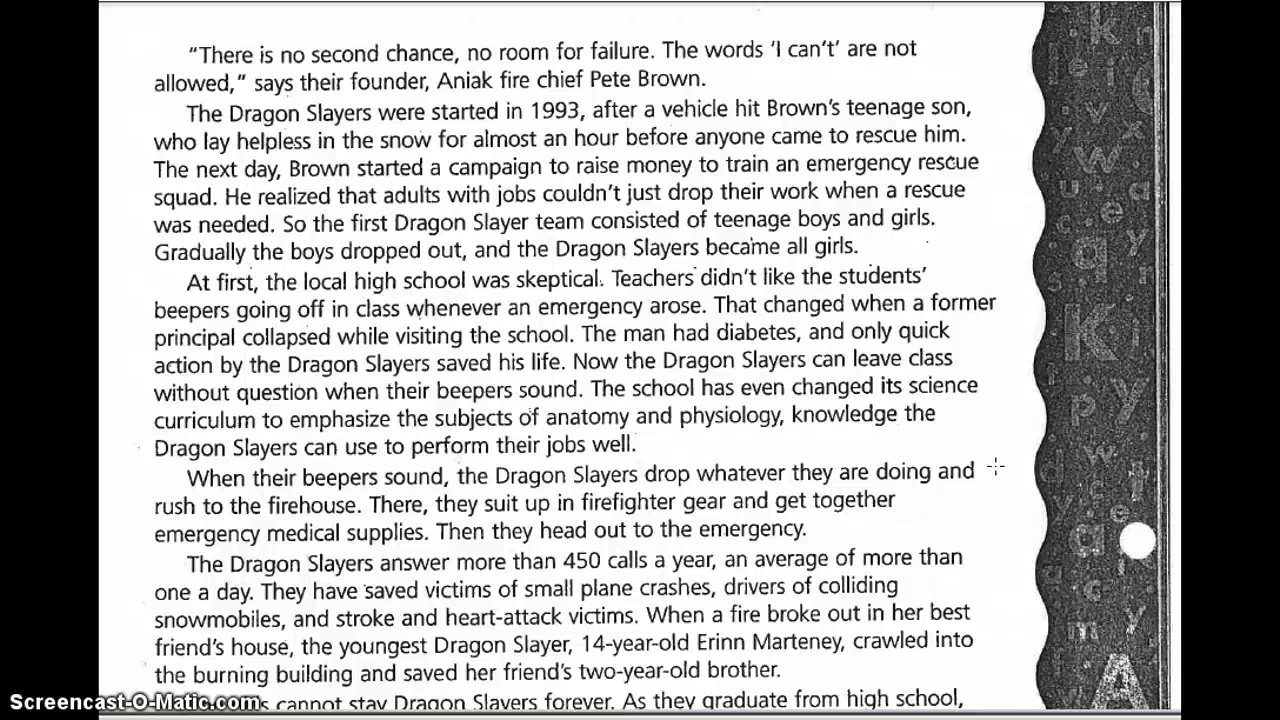 “There is no second chance, no room for failure. The words ‘I can’t’ are not
allowed,” says their founder, Aniak fire chief Pete Brown.
The Dragon Slayers were started in 1993, after a vehicle hit Brown’s teenage son,
who lay helpless in the snow for almost an hour before anyone came to rescue him.
The next day, Brown started a campaign to raise money to train an emergency rescue
squad. He realized that adults with jobs couldn’t just drop their work when a rescue
was needed. So the first Dragon Slayer team consisted of teenage boys and girls.
Gradually the boys dropped out, and the Dragon Slayers became all girls.
At first, the local high school was skeptical. Teachers didn’t like the students’
beepers going off in class whenever an emergency arose. That changed when a former
principal collapsed while visiting the school. The man had diabetes, and only quick
action by the Dragon Slayers saved his life. Now the Dragon Slayers can leave class
without question when their beepers sound. The school has even changed its science
curriculum to emphasize the subjects of anatomy and physiology, knowledge the
Dragon Slayers can use to perform their jobs well.
When their beepers sound, the Dragon Slayers drop whatever they are doing and
rush to the firehouse. There, they suit up in firefighter gear and get together
emergency medical supplies. Then they head out to the emergency.
The Dragon Slayers answer more than 450 calls a year, an average of more than
one a day. They have saved victims of small plane crashes, drivers of colliding
snowmobiles, and stroke and heart-attack victims. When a fire broke out in her best
friend’s house, the youngest Dragon Slayer, 14-year-old Erinn Marteney, crawled into
the burning building and saved her friend’s two-year-old brother.
cannot stay Dragon Slayers forever. As they graduate from high school,
Screencast-O-Matic.com